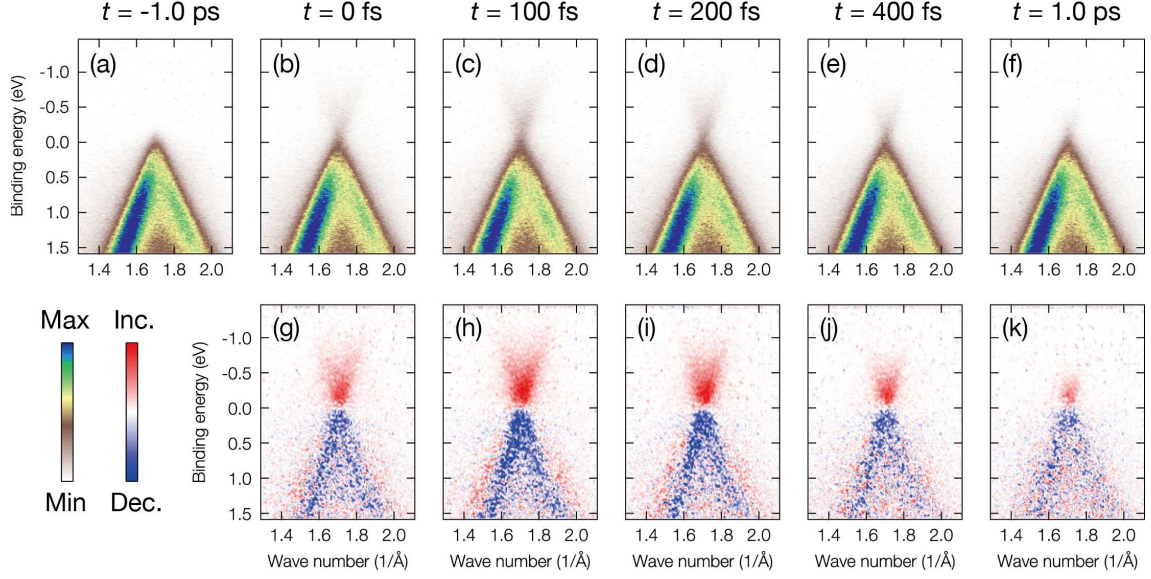 t = -1.0 ps t = 0 fs t = 100 fs t = 200 fs t = 400 fs t = 1.0 ps
(a) (b) (c) (d) (e) (f)
Binding energy (eV)
-1.0
-0.5
0.0
0.5
1.0
1.5
1.4 1.6 1.8 2.0 1.4 1.6 1.8 2.0 1.4 1.6 1.8 2.0 1.4 1.6 1.8 2.0 1.4 1.6 1.8 2.0 1.4 1.6 1.8 2.0
Max Inc.
Min Dec.
(g) (h) (i) (j) (k)
Binding energy (eV)
-1.0
-0.5
0.0
0.5
1.0
1.5
1.4 1.6 1.8 2.0 1.4 1.6 1.8 2.0 1.4 1.6 1.8 2.0 1.4 1.6 1.8 2.0 1.4 1.6 1.8 2.0
Wave number (1/Å) Wave number (1/Å) Wave number (1/Å) Wave number (1/Å) Wave number (1/Å)